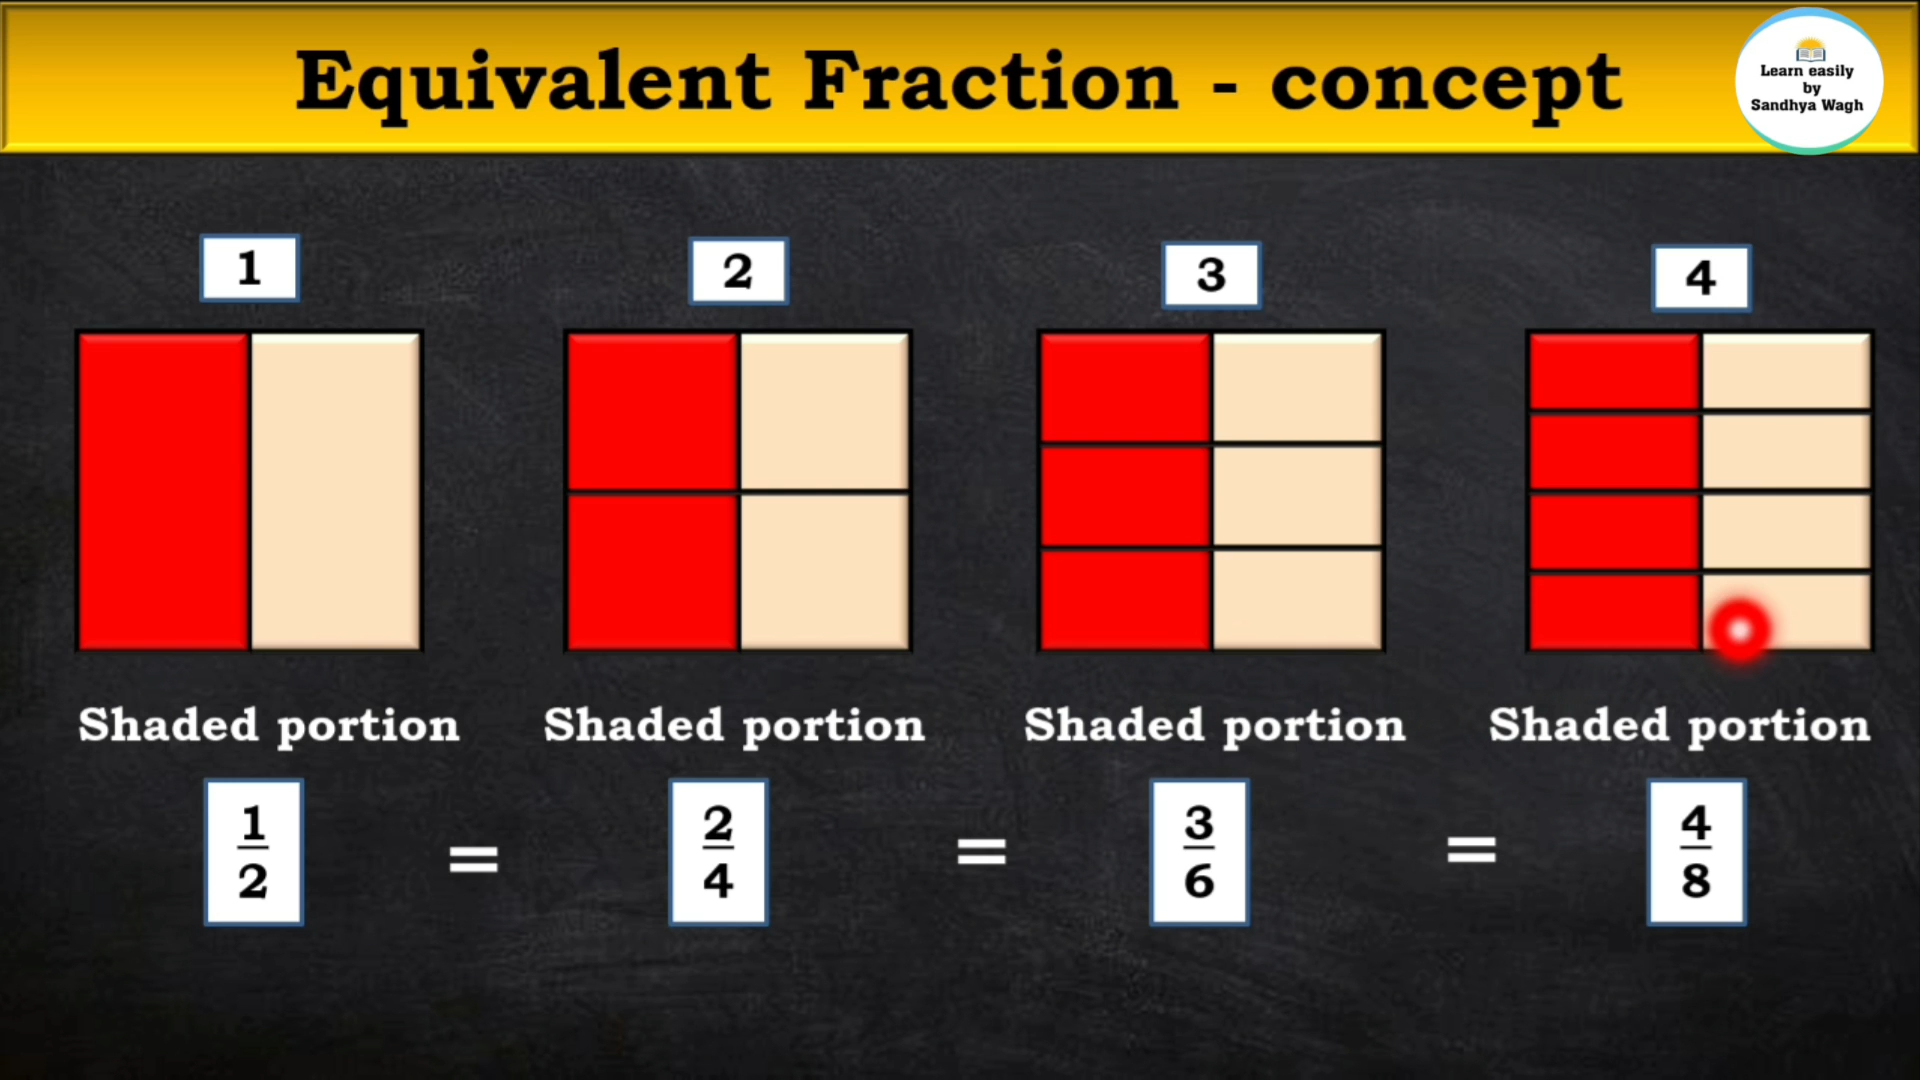 Equivalent Fraction - concept
Learn easily
by
Sandhya Wagh
1 2 3 4
Shaded portion Shaded portion Shaded portion Shaded portion
1/2 = 2/4 = 3/6 = 4/8